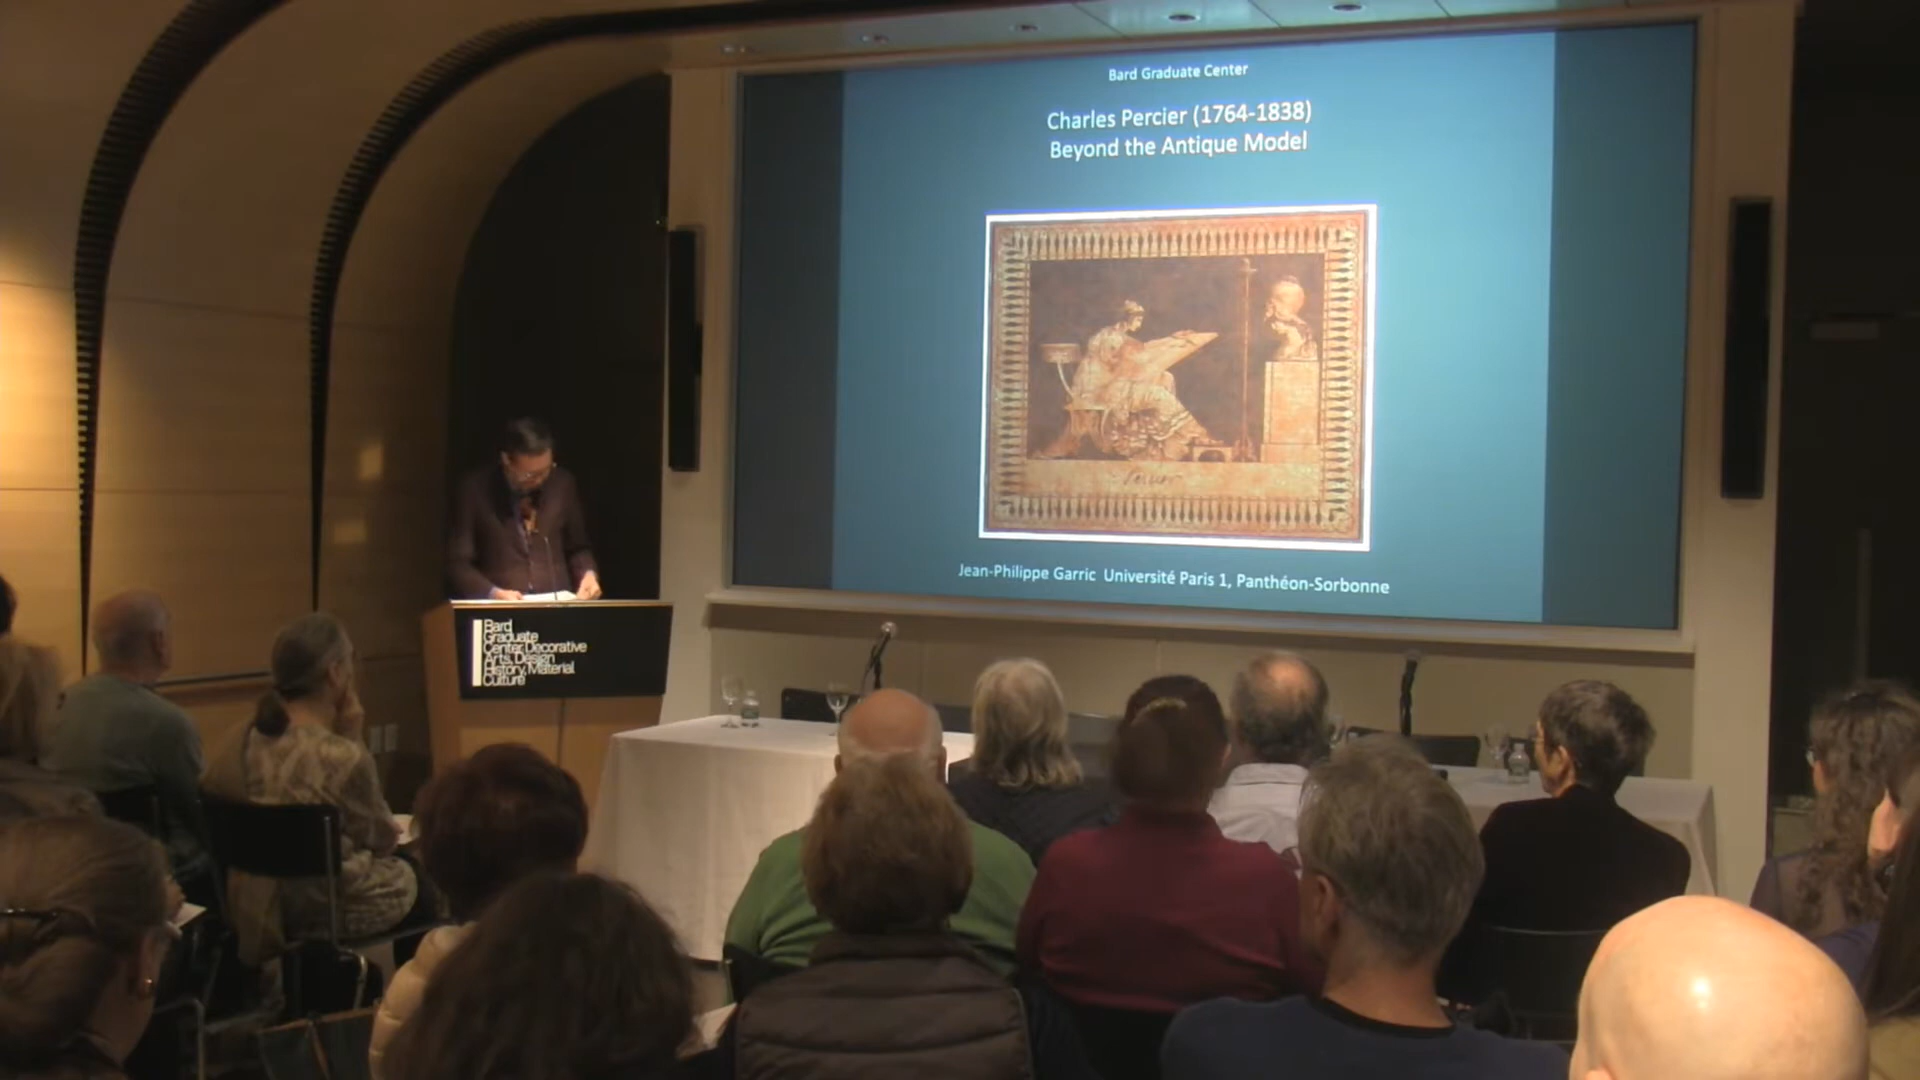 Bard Graduate Center
Charles Percier (1764-1838)
Beyond the Antique Model
Jean-Philippe Garric Université Paris 1, Panthéon-Sorbonne
Bard
Graduate
Center Decorative
Arts, Design
History, Material
Culture